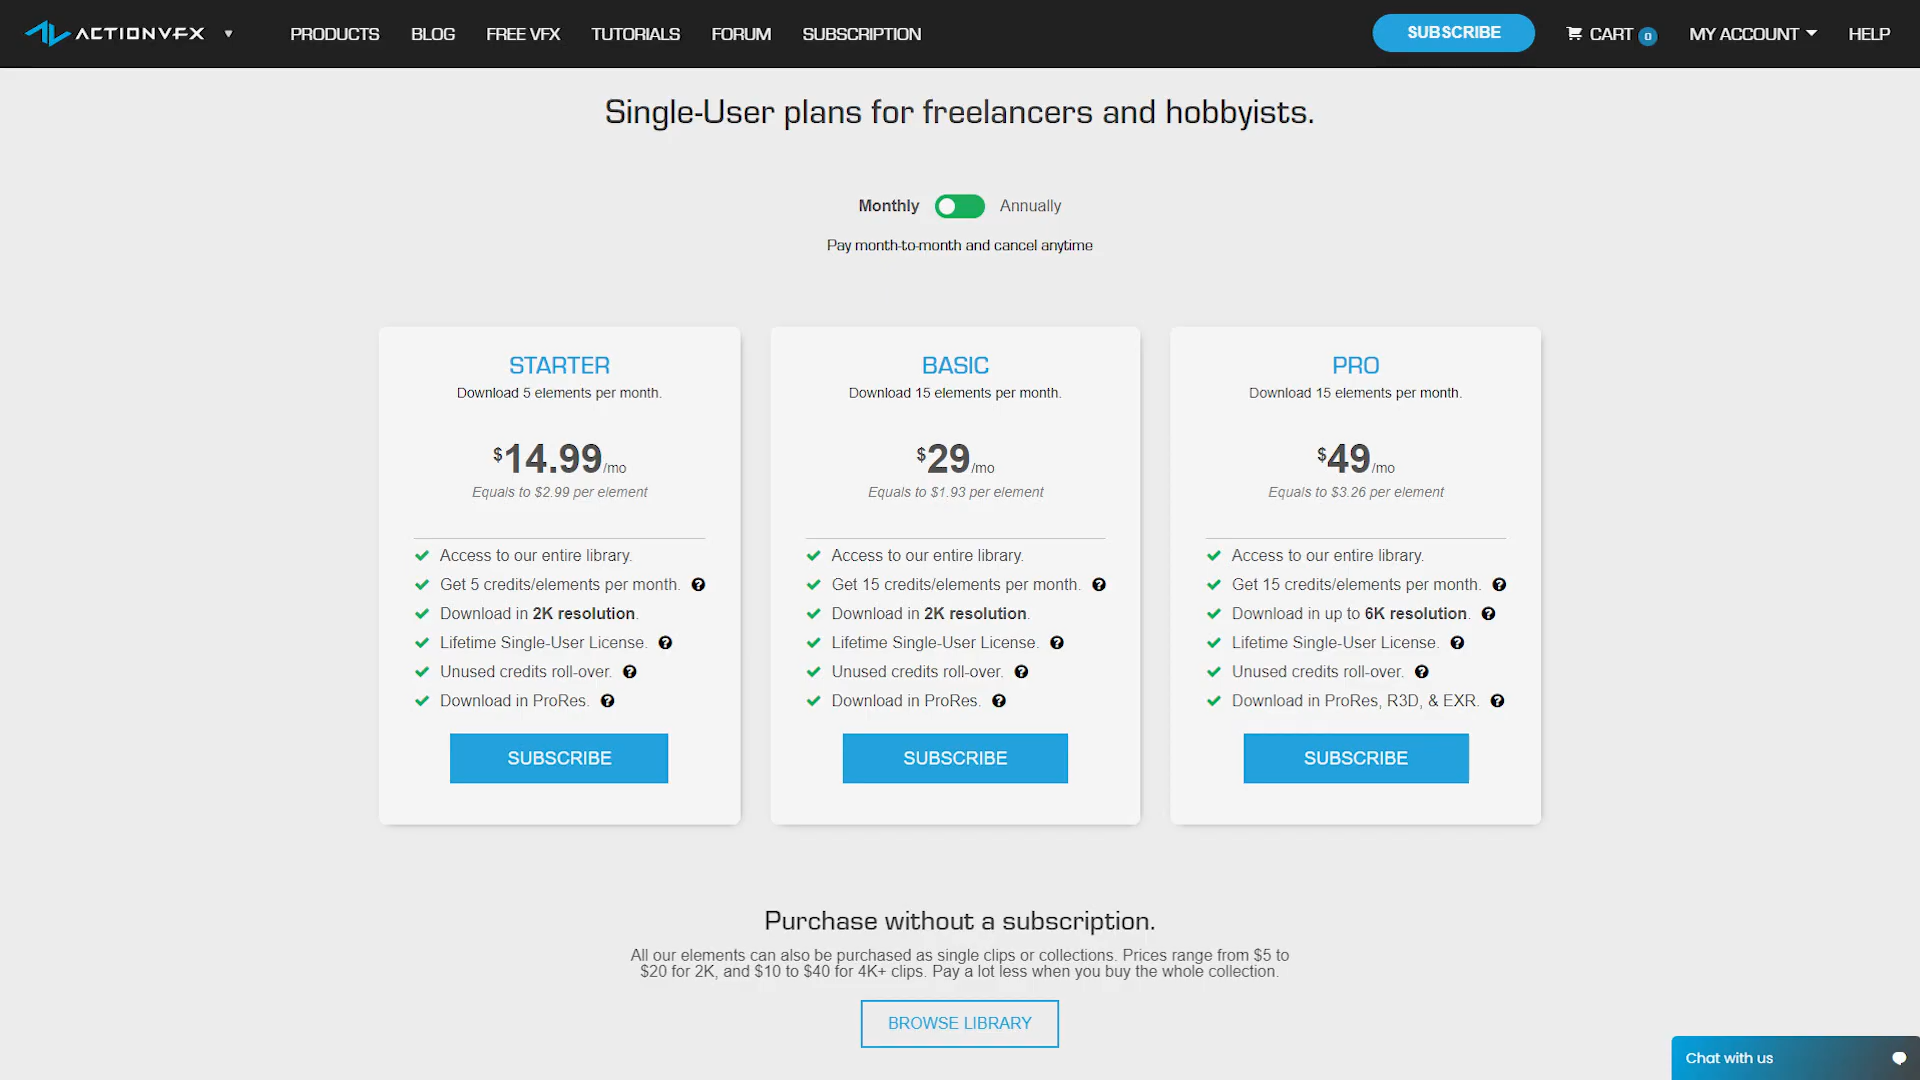 ACTIONVFX
PRODUCTS BLOG FREE VFX TUTORIALS FORUM SUBSCRIPTION SUBSCRIBE CART 0 MY ACCOUNT HELP
Single-User plans for freelancers and hobbyists.
Monthly Annually
Pay month-to-month and cancel anytime
STARTER
Download 5 elements per month.
$14.99/mo
Equals to $2.99 per element
Access to our entire library.
Get 5 credits/elements per month. ?
Download in 2K resolution.
Lifetime Single-User License. ?
Unused credits roll-over. ?
Download in ProRes. ?
SUBSCRIBE
BASIC
Download 15 elements per month.
$29/mo
Equals to $1.93 per element
Access to our entire library.
Get 15 credits/elements per month. ?
Download in 2K resolution.
Lifetime Single-User License. ?
Unused credits roll-over. ?
Download in ProRes. ?
SUBSCRIBE
PRO
Download 15 elements per month.
$49/mo
Equals to $3.26 per element
Access to our entire library.
Get 15 credits/elements per month. ?
Download in up to 6K resolution. ?
Lifetime Single-User License. ?
Unused credits roll-over. ?
Download in ProRes, R3D, & EXR. ?
SUBSCRIBE
Purchase without a subscription.
All our elements can also be purchased as single clips or collections. Prices range from $5 to
$20 for 2K, and $10 to $40 for 4K+ clips. Pay a lot less when you buy the whole collection.
BROWSE LIBRARY
Chat with us